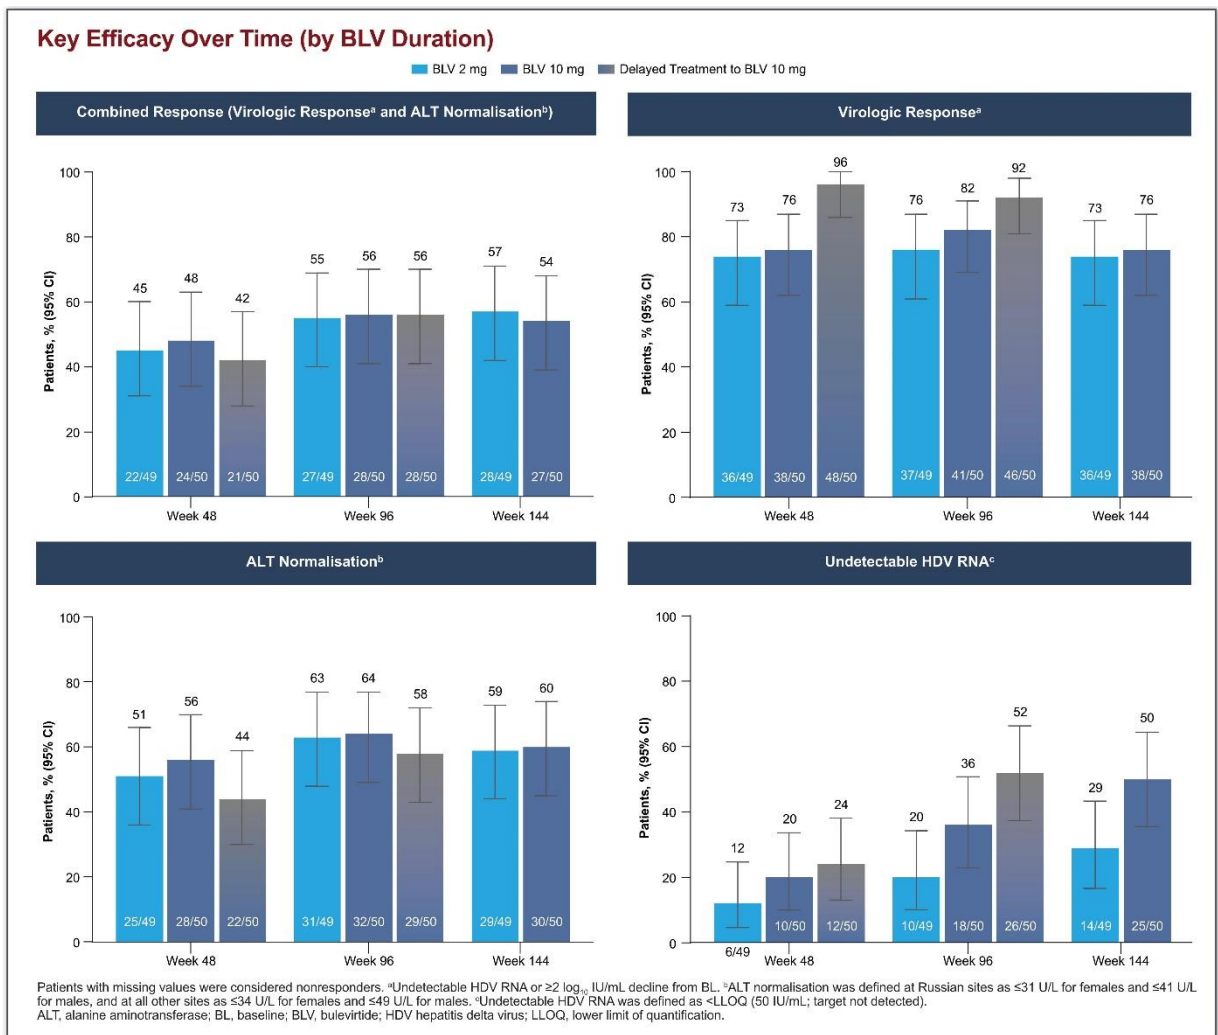 Key Efficacy Over Time (by BLV Duration)
BLV 2 mg BLV 10 mg Delayed Treatment to BLV 10 mg
Combined Response (Virologic Responseᵃ and ALT Normalisationᵇ)
Patients, % (95% CI)
100
80
60
40
20
0
45 48 42
55 56 56
57 54
22/49 24/50 21/50
27/49 28/50 28/50
28/49 27/50
Week 48 Week 96 Week 144
Virologic Responseᵃ
Patients, % (95% CI)
100
80
60
40
20
0
73 76 96
76 82 92
73 76
36/49 38/50 48/50
37/49 41/50 46/50
36/49 38/50
Week 48 Week 96 Week 144
ALT Normalisationᵇ
Patients, % (95% CI)
100
80
60
40
20
0
51 56 44
63 64 58
59 60
25/49 28/50 22/50
31/49 32/50 29/50
29/49 30/50
Week 48 Week 96 Week 144
Undetectable HDV RNAᶜ
Patients, % (95% CI)
100
80
60
40
20
0
12 20 24
20 36 52
29 50
6/49 10/50 12/50
10/49 18/50 26/50
14/49 25/50
Week 48 Week 96 Week 144
Patients with missing values were considered nonresponders. ᵃUndetectable HDV RNA or ≥2 log₁₀ IU/mL decline from BL. ᵇALT normalisation was defined at Russian sites as ≤31 U/L for females and ≤41 U/L
for males, and at all other sites as ≤34 U/L for females and ≤49 U/L for males. ᶜUndetectable HDV RNA was defined as <LLOQ (50 IU/mL; target not detected).
ALT, alanine aminotransferase; BL, baseline; BLV, bulevirtide; HDV hepatitis delta virus; LLOQ, lower limit of quantification.